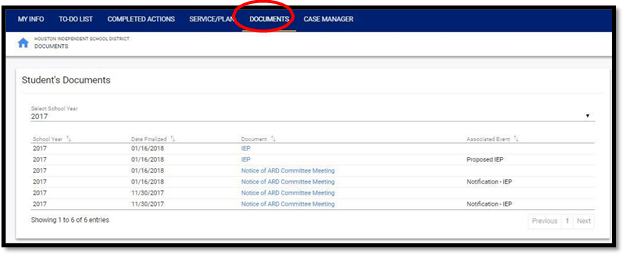 MY INFO TO-DO LIST COMPLETED ACTIONS SERVICE/PLAN DOCUMENTS CASE MANAGER
HOUSTON INDEPENDENT SCHOOL DISTRICT
DOCUMENTS
Student's Documents
Select School Year
2017
School Year Date Finalized Document Associated Event
2017 01/16/2018 IEP
2017 01/16/2018 IEP Proposed IEP
2017 01/16/2018 Notice of ARD Committee Meeting
2017 01/16/2018 Notice of ARD Committee Meeting Notification - IEP
2017 11/30/2017 Notice of ARD Committee Meeting
2017 11/30/2017 Notice of ARD Committee Meeting Notification - IEP
Showing 1 to 6 of 6 entries Previous 1 Next